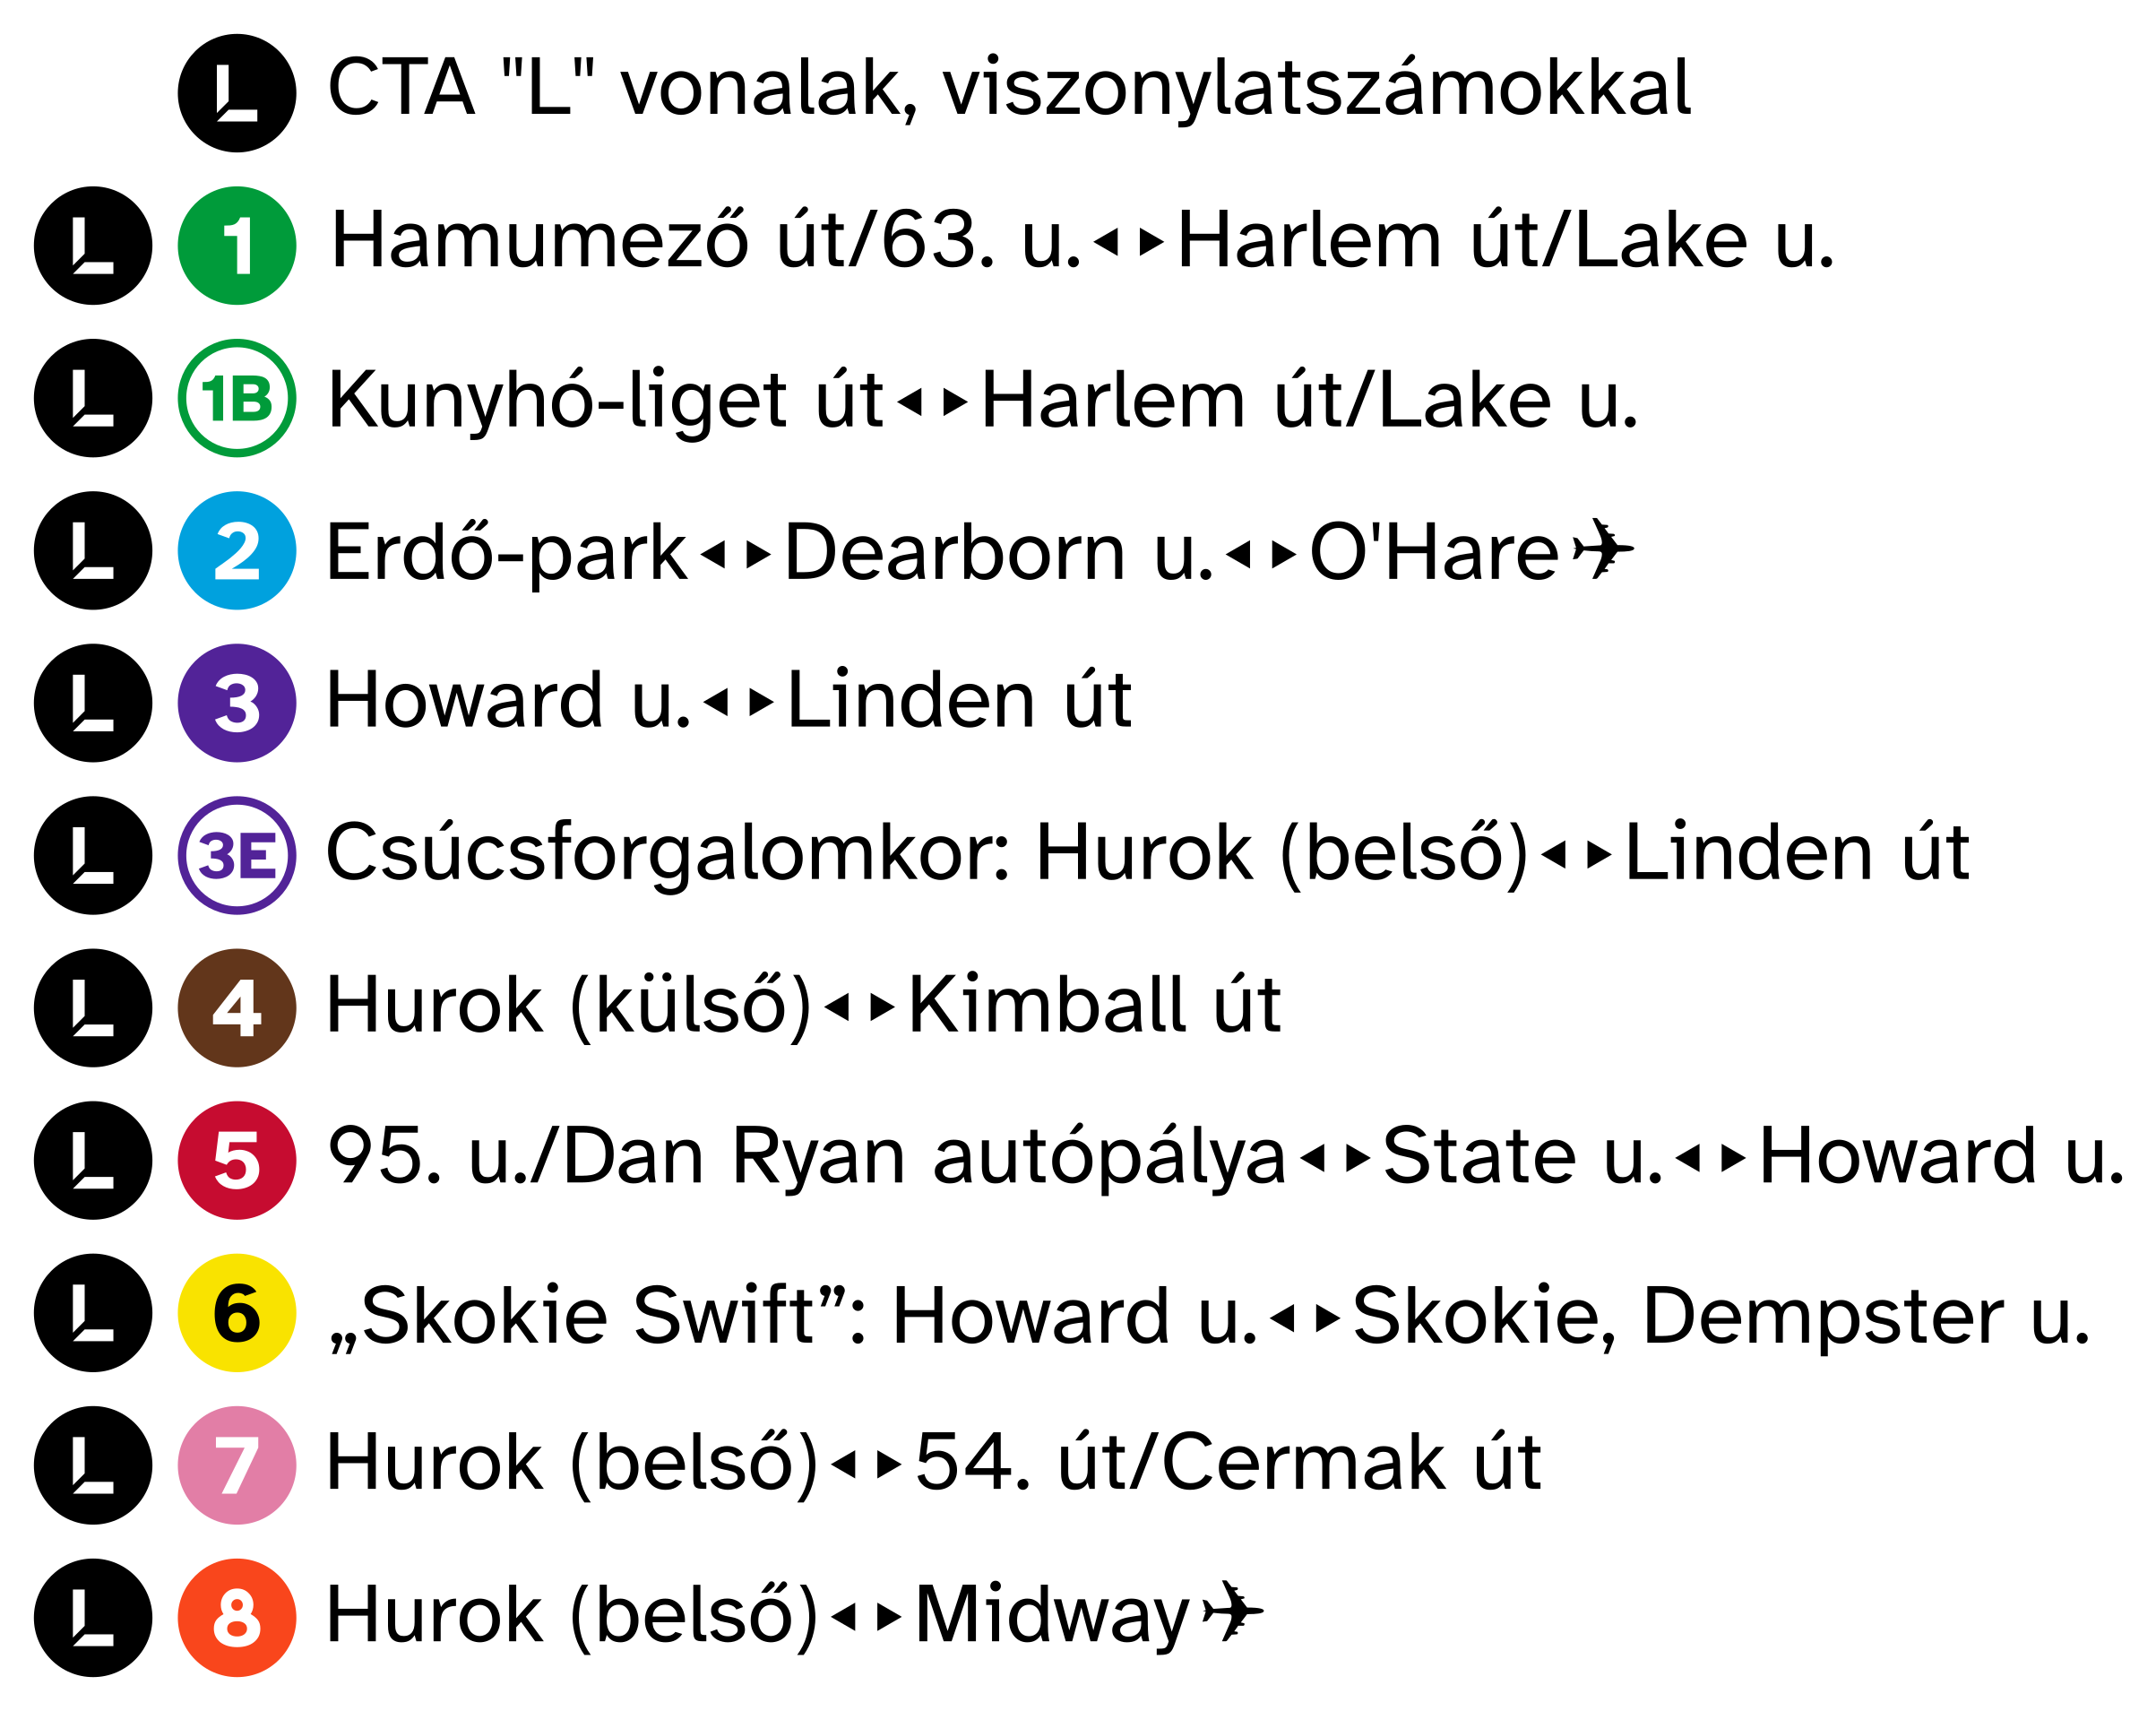 L CTA "L" vonalak, viszonylatszámokkal
L 1 Hamumező út/63. u.◄►Harlem út/Lake u.
L 1B Kunyhó-liget út◄►Harlem út/Lake u.
L 2 Erdő-park◄►Dearborn u.◄►O'Hare ✈
L 3 Howard u.◄►Linden út
L 3E Csúcsforgalomkor: Hurok (belső)◄►Linden út
L 4 Hurok (külső)◄►Kimball út
L 5 95. u./Dan Ryan autópálya◄►State u.◄►Howard u.
L 6 „Skokie Swift”: Howard u.◄►Skokie, Dempster u.
L 7 Hurok (belső)◄►54. út/Cermak út
L 8 Hurok (belső)◄►Midway ✈